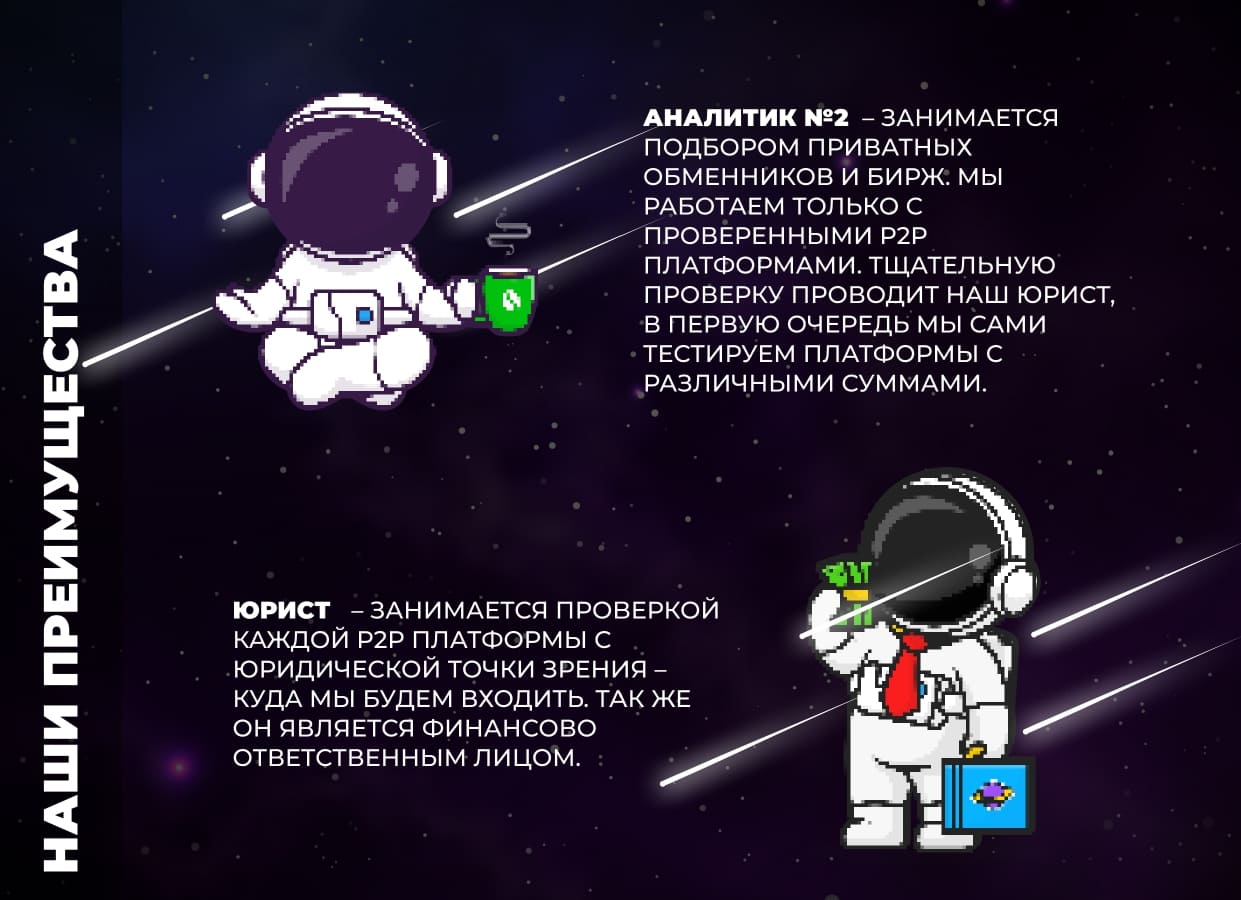 НАШИ ПРЕИМУЩЕСТВА
АНАЛИТИК №2 – ЗАНИМАЕТСЯ
ПОДБОРОМ ПРИВАТНЫХ
ОБМЕННИКОВ И БИРЖ. МЫ
РАБОТАЕМ ТОЛЬКО С
ПРОВЕРЕННЫМИ P2P
ПЛАТФОРМАМИ. ТЩАТЕЛЬНУЮ
ПРОВЕРКУ ПРОВОДИТ НАШ ЮРИСТ,
В ПЕРВУЮ ОЧЕРЕДЬ МЫ САМИ
ТЕСТИРУЕМ ПЛАТФОРМЫ С
РАЗЛИЧНЫМИ СУММАМИ.
ЮРИСТ – ЗАНИМАЕТСЯ ПРОВЕРКОЙ
КАЖДОЙ P2P ПЛАТФОРМЫ С
ЮРИДИЧЕСКОЙ ТОЧКИ ЗРЕНИЯ –
КУДА МЫ БУДЕМ ВХОДИТЬ. ТАК ЖЕ
ОН ЯВЛЯЕТСЯ ФИНАНСОВО
ОТВЕТСТВЕННЫМ ЛИЦОМ.